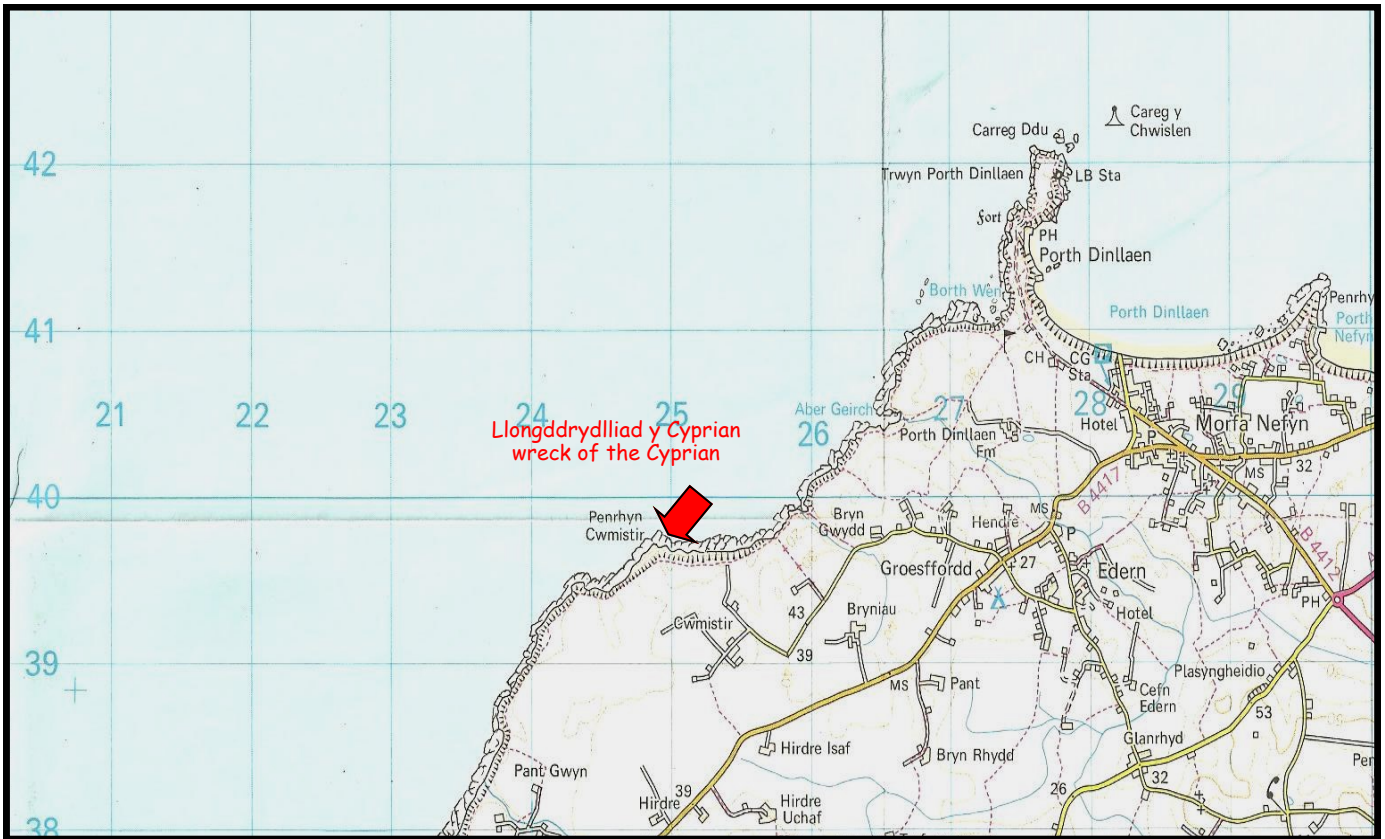 Careg y
Chwislen
Carreg Ddu
42
Trwyn Porth Dinllaen
LB Sta
Fort
PH
Porth Dinllaen
Borth Wen
Penrhy
41
Porth Dinllaen
Porth
Nefyn
CH
CG
Sta
21
22
23
24
25
26
27
28
29
Aber Geirch
Hotel
Morfa Nefyn
Llongddrydlliad y Cyprian
wreck of the Cyprian
Porth Dinllaen
Fm
P
MS
32
40
B 4417
Penrhyn
Cwmistir
Bryn
Gwydd
Hendre
MS
P
B 4412
Groesffordd
27
Edern
PH
43
Bryniau
Hotel
Cwmistir
39
39
Plasyngheidio
MS
Pant
Cefn
Edern
53
Glanrhyd
Hirdre Isaf
Bryn Rhydd
Pant Gwyn
32
Per
39
26
Hirdre
Hirdre
Uchaf
38